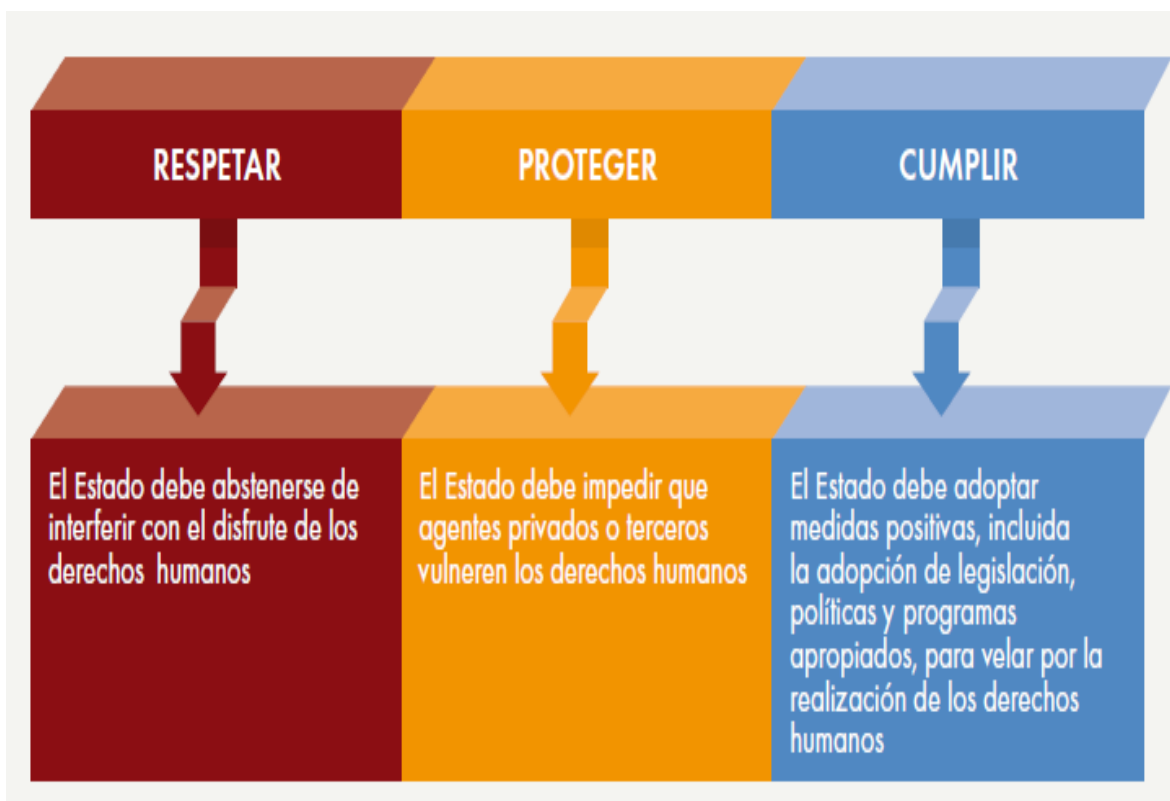 RESPETAR
PROTEGER
CUMPLIR
El Estado debe abstenerse de
interferir con el disfrute de los
derechos humanos
El Estado debe impedir que
agentes privados o terceros
vulneren los derechos humanos
El Estado debe adoptar
medidas positivas, incluida
la adopción de legislación,
políticas y programas
apropiados, para velar por la
realización de los derechos
humanos